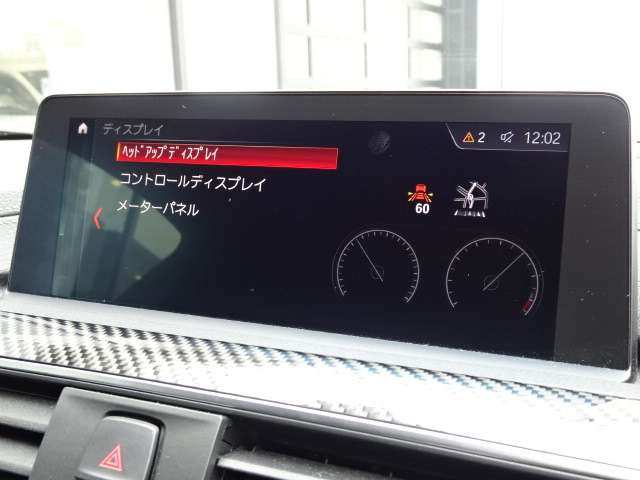 ディスプレイ
2 12:02
ﾍｯﾄﾞｱｯﾌﾟﾃﾞｨｽﾌﾟﾚｲ
コントロールディスプレイ
メーターパネル
60